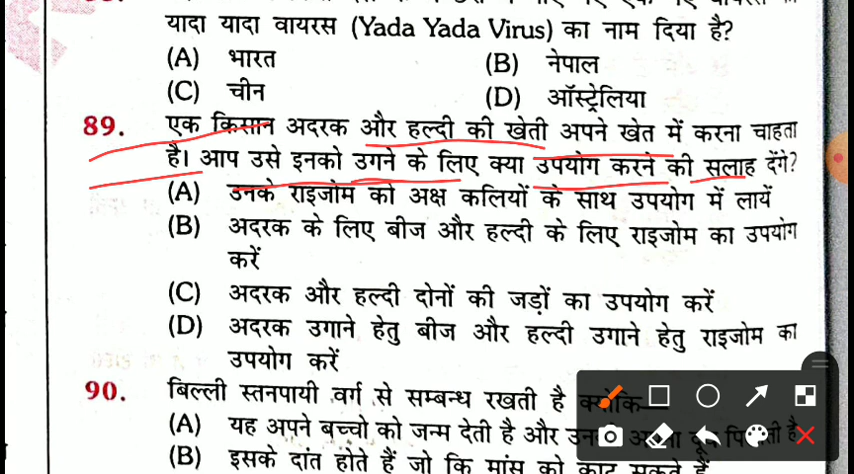 यादा यादा वायरस (Yada Yada Virus) का नाम दिया है?
(A) भारत (B) नेपाल
(C) चीन (D) ऑस्ट्रेलिया
89. एक किसान अदरक और हल्दी की खेती अपने खेत में करना चाहता
है। आप उसे इनको उगने के लिए क्या उपयोग करने की सलाह देंगे?
(A) उनके राइजोम को अक्ष कलियों के साथ उपयोग में लायें
(B) अदरक के लिए बीज और हल्दी के लिए राइजोम का उपयोग
करें
(C) अदरक और हल्दी दोनों की जड़ों का उपयोग करें
(D) अदरक उगाने हेतु बीज और हल्दी उगाने हेतु राइजोम का
उपयोग करें
90. बिल्ली स्तनपायी वर्ग से सम्बन्ध रखती है क्योंकि—
(A) यह अपने बच्चो को जन्म देती है और
(B) इसके दांत होते हैं जो कि मांस को काट सकते हैं